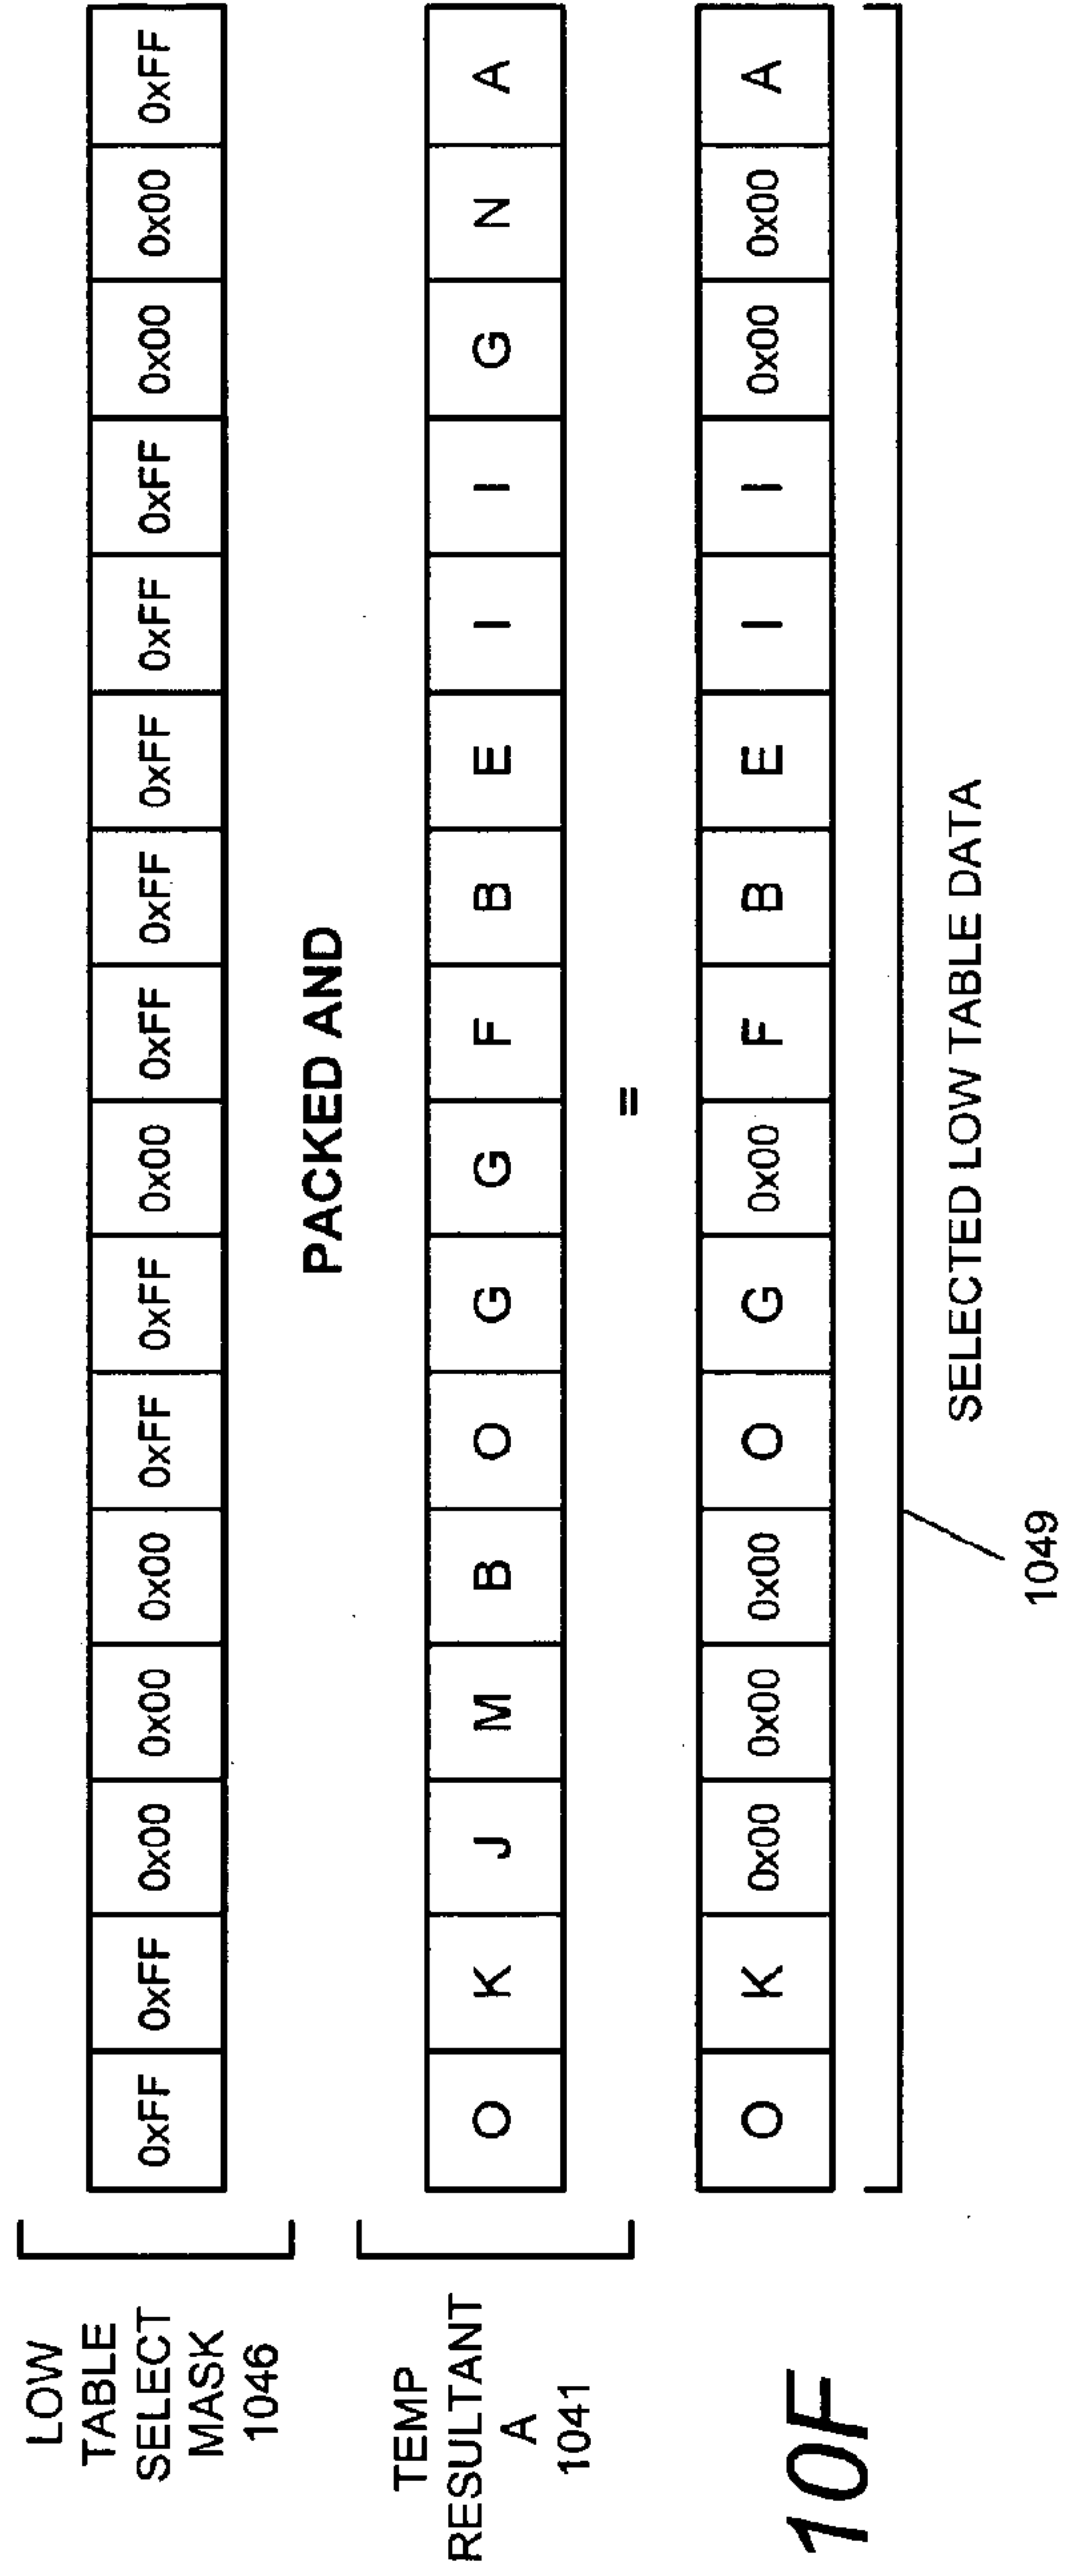 LOW
TABLE
SELECT
MASK
1046
0xFF 0xFF 0x00 0x00 0x00 0xFF 0xFF 0x00 0xFF 0xFF 0xFF 0xFF 0xFF 0x00 0x00 0xFF
PACKED AND
TEMP
RESULTANT
A
1041
O K J M B O G G F B E I I G N A
=
O K 0x00 0x00 0x00 O G 0x00 F B E I I 0x00 0x00 A
SELECTED LOW TABLE DATA
1049
10F